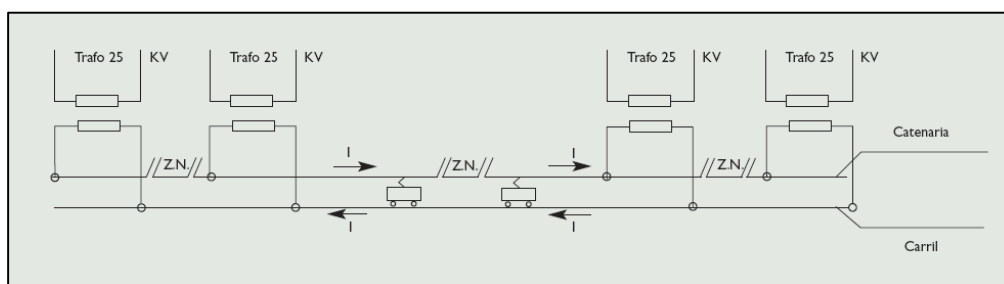 Trafo 25 KV Trafo 25 KV Trafo 25 KV Trafo 25 KV
Catenaria
I Z.N. I Z.N. I Z.N.
I I
Carril